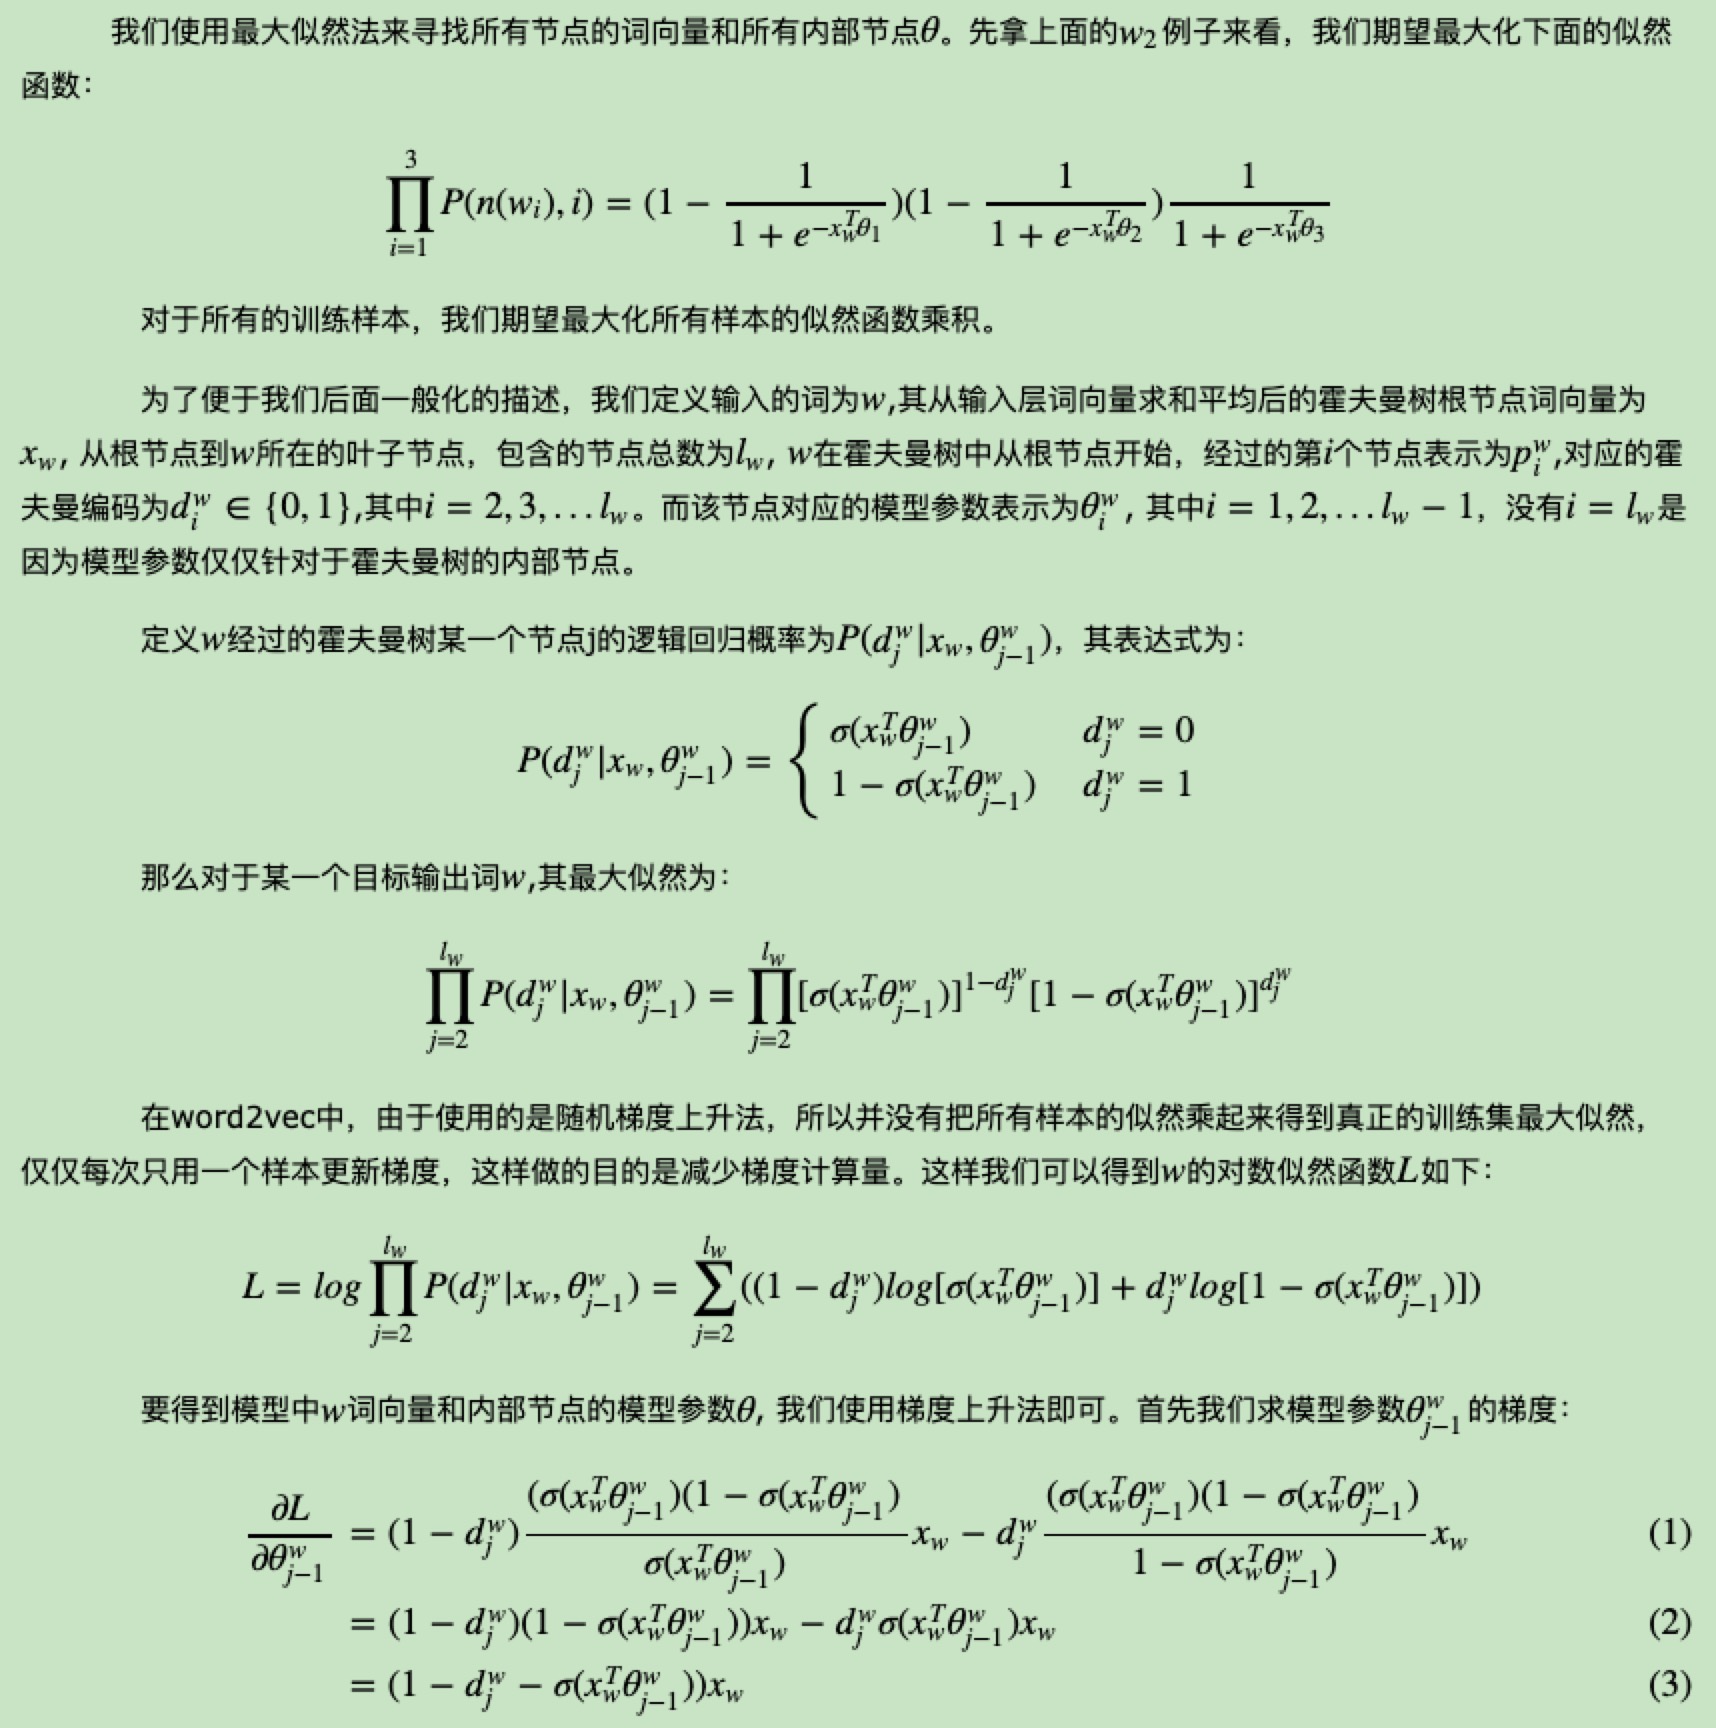 我们使用最大似然法来寻找所有节点的词向量和所有内部节点θ。先拿上面的w₂例子来看，我们期望最大化下面的似然
函数：
$\prod_{i=1}^{3} P(n(w_i), i) = (1 - \frac{1}{1 + e^{-x_w^T\theta_1}})(1 - \frac{1}{1 + e^{-x_w^T\theta_2}})\frac{1}{1 + e^{-x_w^T\theta_3}}$
对于所有的训练样本，我们期望最大化所有样本的似然函数乘积。
为了便于我们后面一般化的描述，我们定义输入的词为$w$,其从输入层词向量求和平均后的霍夫曼树根节点词向量为
$x_w$, 从根节点到$w$所在的叶子节点，包含的节点总数为$l_w$, $w$在霍夫曼树中从根节点开始，经过的第$i$个节点表示为$p_i^w$,对应的霍
夫曼编码为$d_i^w \in \{0, 1\}$,其中$i = 2, 3, \ldots l_w$。而该节点对应的模型参数表示为$\theta_i^w$, 其中$i = 1, 2, \ldots l_w - 1$，没有$i = l_w$是
因为模型参数仅仅针对于霍夫曼树的内部节点。
定义$w$经过的霍夫曼树某一个节点j的逻辑回归概率为$P(d_j^w|x_w, \theta_{j-1}^w)$，其表达式为：
$P(d_j^w|x_w, \theta_{j-1}^w) = \begin{cases} \sigma(x_w^T\theta_{j-1}^w) & d_j^w = 0 \\ 1 - \sigma(x_w^T\theta_{j-1}^w) & d_j^w = 1 \end{cases}$
那么对于某一个目标输出词$w$,其最大似然为：
$\prod_{j=2}^{l_w} P(d_j^w|x_w, \theta_{j-1}^w) = \prod_{j=2}^{l_w} [\sigma(x_w^T\theta_{j-1}^w)]^{1-d_j^w}[1 - \sigma(x_w^T\theta_{j-1}^w)]^{d_j^w}$
在word2vec中，由于使用的是随机梯度上升法，所以并没有把所有样本的似然乘起来得到真正的训练集最大似然，
仅仅每次只用一个样本更新梯度，这样做的目的是减少梯度计算量。这样我们可以得到$w$的对数似然函数$L$如下：
$L = log \prod_{j=2}^{l_w} P(d_j^w|x_w, \theta_{j-1}^w) = \sum_{j=2}^{l_w} ((1 - d_j^w)log[\sigma(x_w^T\theta_{j-1}^w)] + d_j^w log[1 - \sigma(x_w^T\theta_{j-1}^w)])$
要得到模型中$w$词向量和内部节点的模型参数$\theta$, 我们使用梯度上升法即可。首先我们求模型参数$\theta_{j-1}^w$的梯度：
$\frac{\partial L}{\partial \theta_{j-1}^w} = (1 - d_j^w)\frac{(\sigma(x_w^T\theta_{j-1}^w)(1 - \sigma(x_w^T\theta_{j-1}^w)}{\sigma(x_w^T\theta_{j-1}^w)}x_w - d_j^w\frac{(\sigma(x_w^T\theta_{j-1}^w)(1 - \sigma(x_w^T\theta_{j-1}^w)}{1 - \sigma(x_w^T\theta_{j-1}^w)}x_w$ (1)
$= (1 - d_j^w)(1 - \sigma(x_w^T\theta_{j-1}^w))x_w - d_j^w\sigma(x_w^T\theta_{j-1}^w)x_w$ (2)
$= (1 - d_j^w - \sigma(x_w^T\theta_{j-1}^w))x_w$ (3)